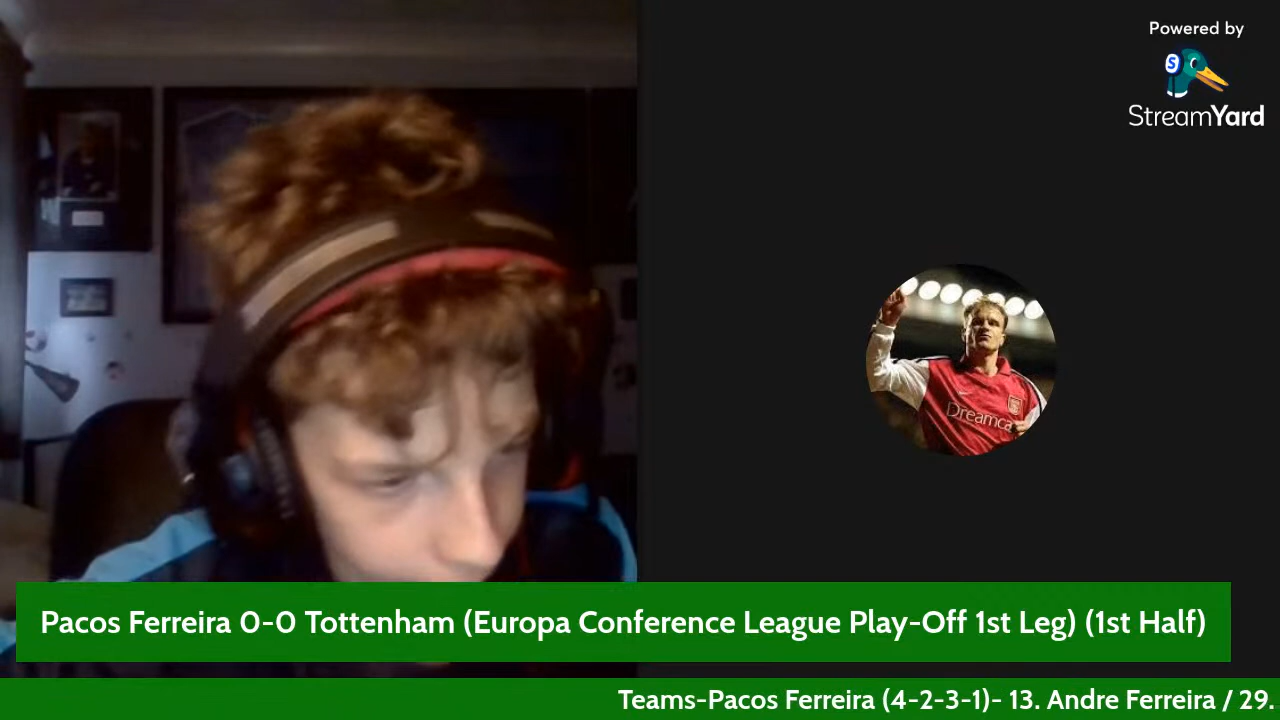 Powered by
S
StreamYard
Dreamca
Pacos Ferreira 0-0 Tottenham (Europa Conference League Play-Off 1st Leg) (1st Half)
Teams-Pacos Ferreira (4-2-3-1)- 13. Andre Ferreira / 29.